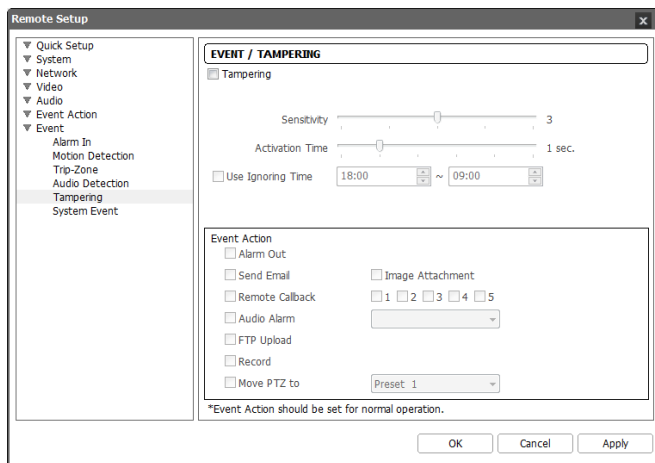 Remote Setup
x
Quick Setup
System
Network
Video
Audio
Event Action
Event
Alarm In
Motion Detection
Trip-Zone
Audio Detection
Tampering
System Event
EVENT / TAMPERING
Tampering
Sensitivity 3
Activation Time 1 sec.
Use Ignoring Time 18:00 ~ 09:00
Event Action
Alarm Out
Send Email Image Attachment
Remote Callback 1 2 3 4 5
Audio Alarm
FTP Upload
Record
Move PTZ to Preset 1
*Event Action should be set for normal operation.
OK Cancel Apply